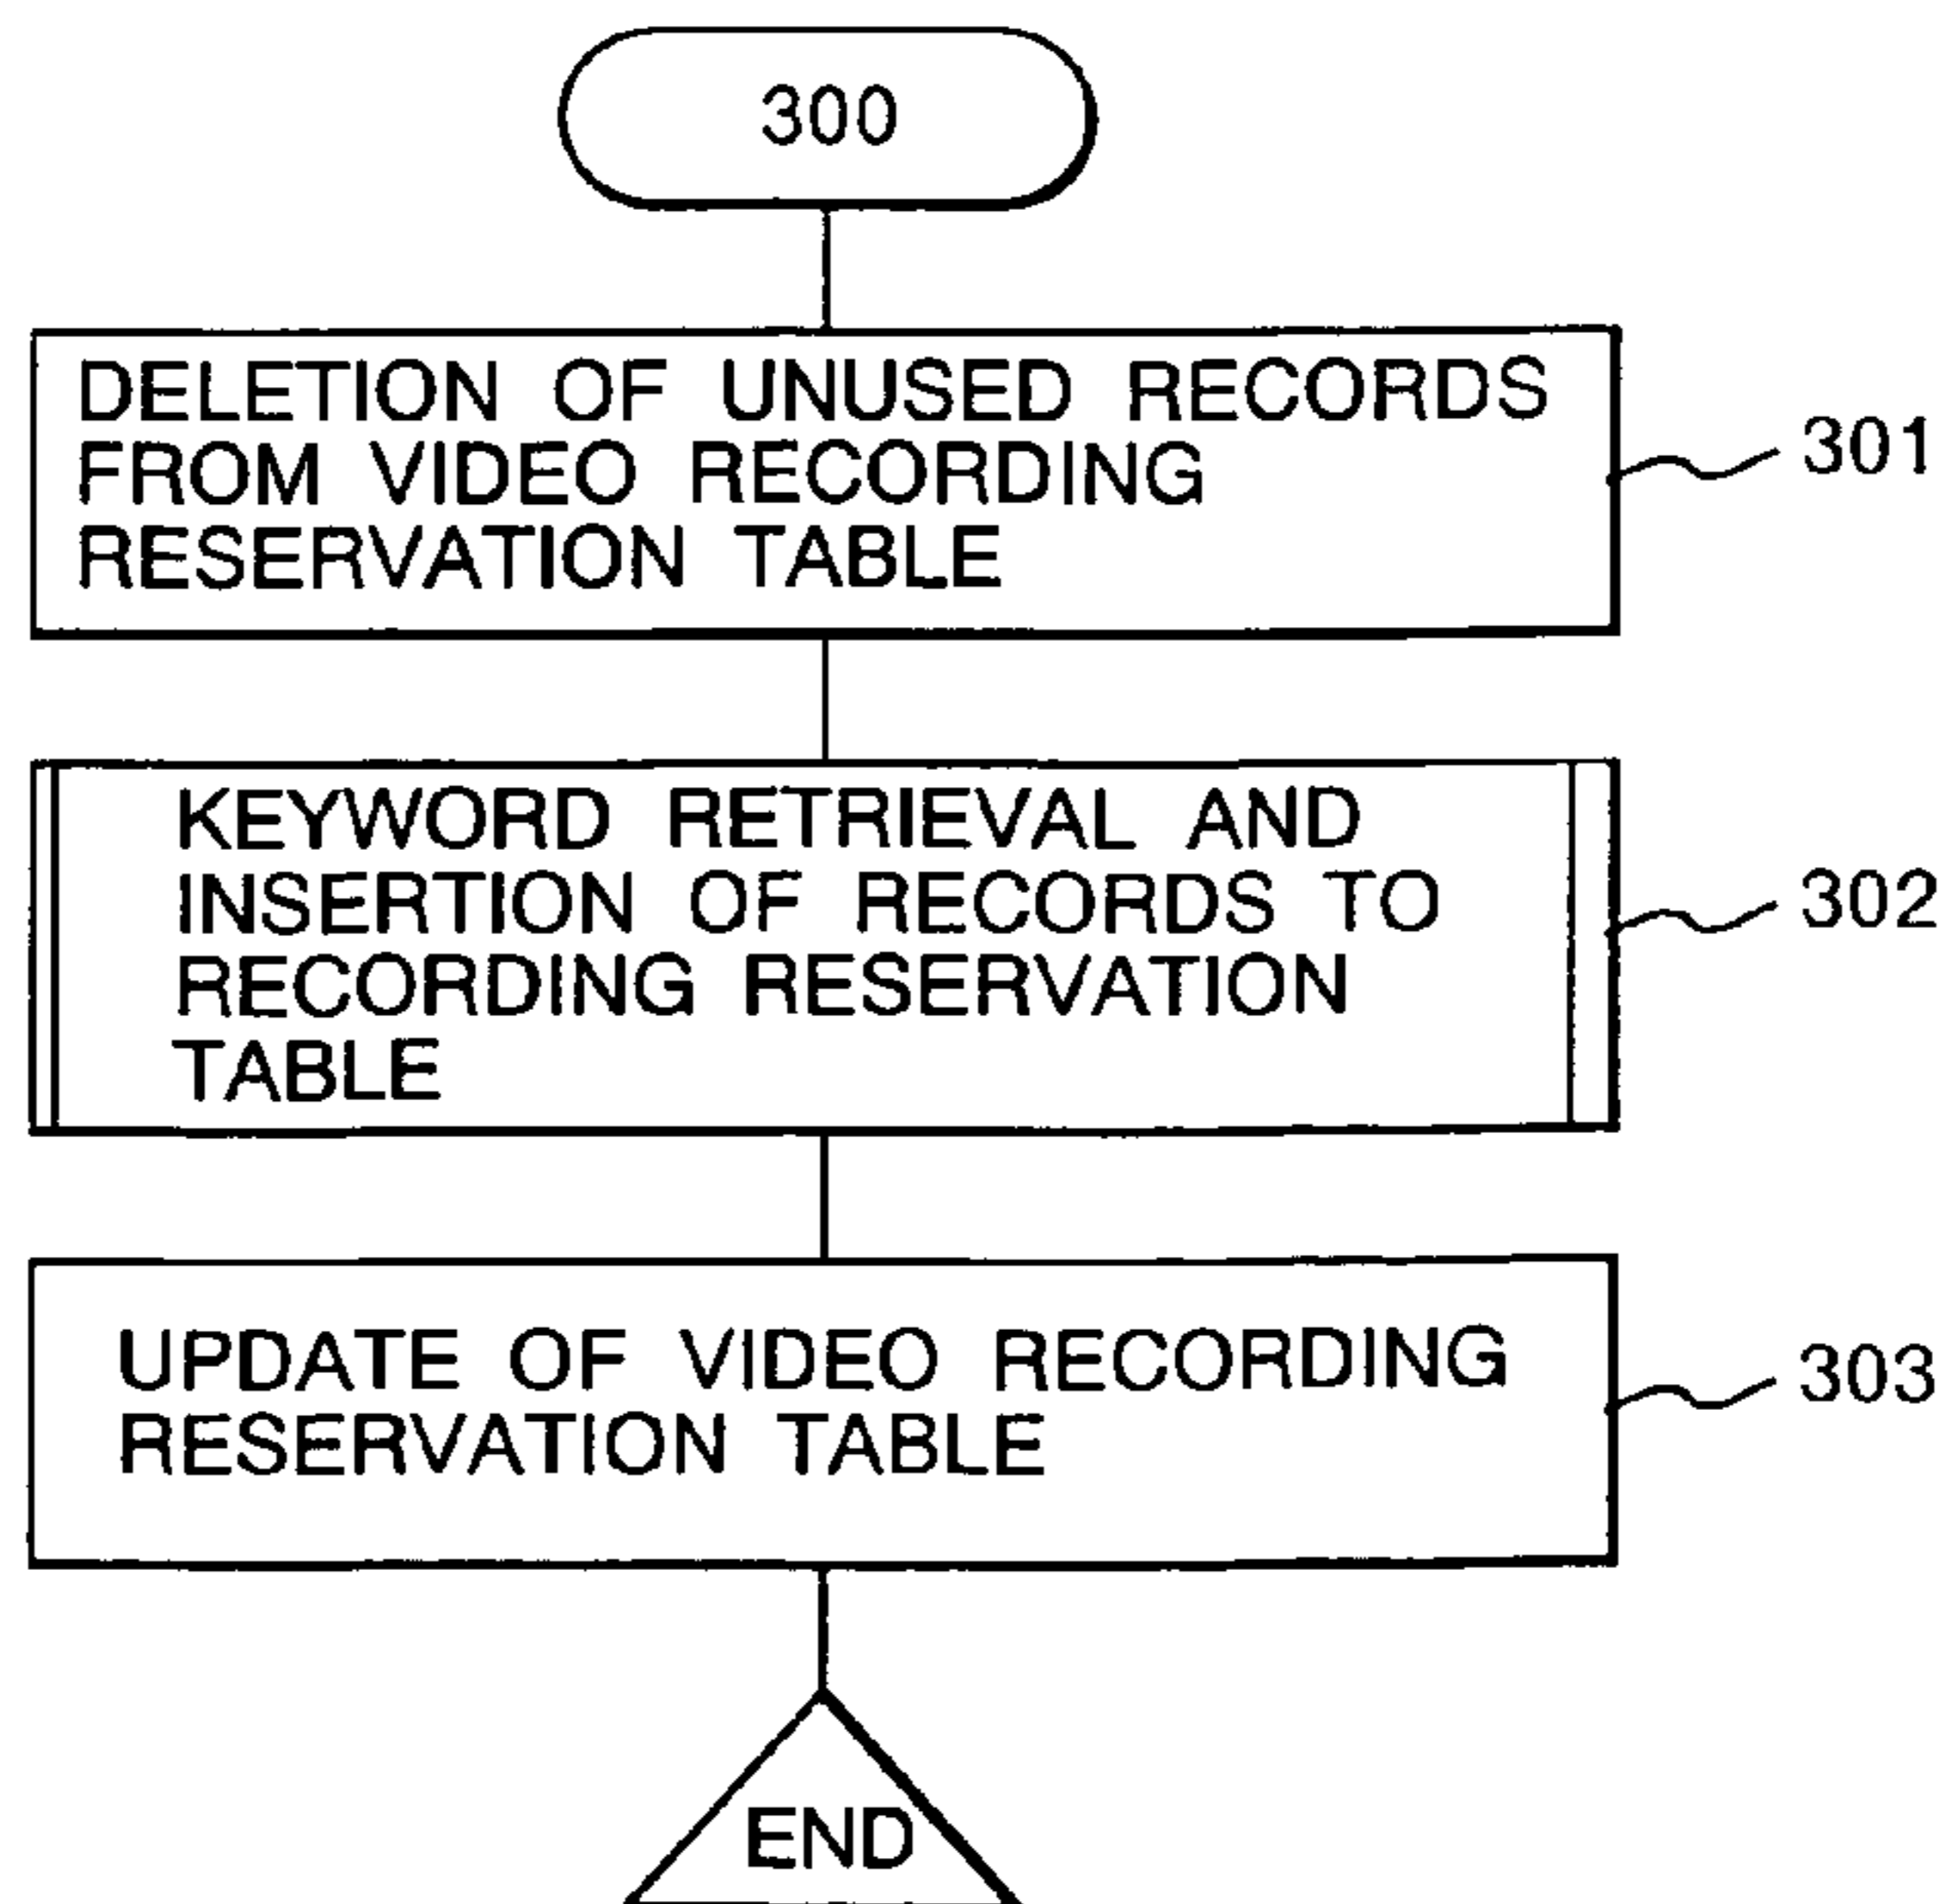 300
DELETION OF UNUSED RECORDS
FROM VIDEO RECORDING
RESERVATION TABLE
301
KEYWORD RETRIEVAL AND
INSERTION OF RECORDS TO
RECORDING RESERVATION
TABLE
302
UPDATE OF VIDEO RECORDING
RESERVATION TABLE
303
END